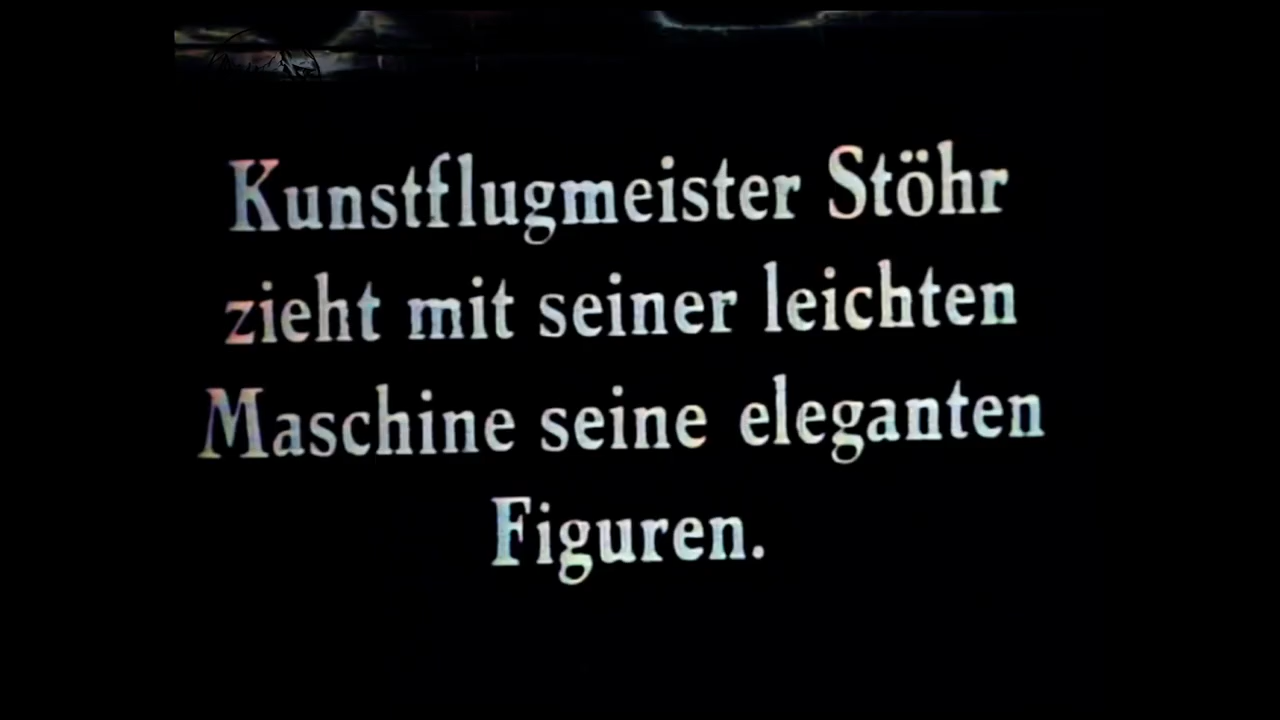 Kunstflugmeister Stöhr
zieht mit seiner leichten
Maschine seine eleganten
Figuren.